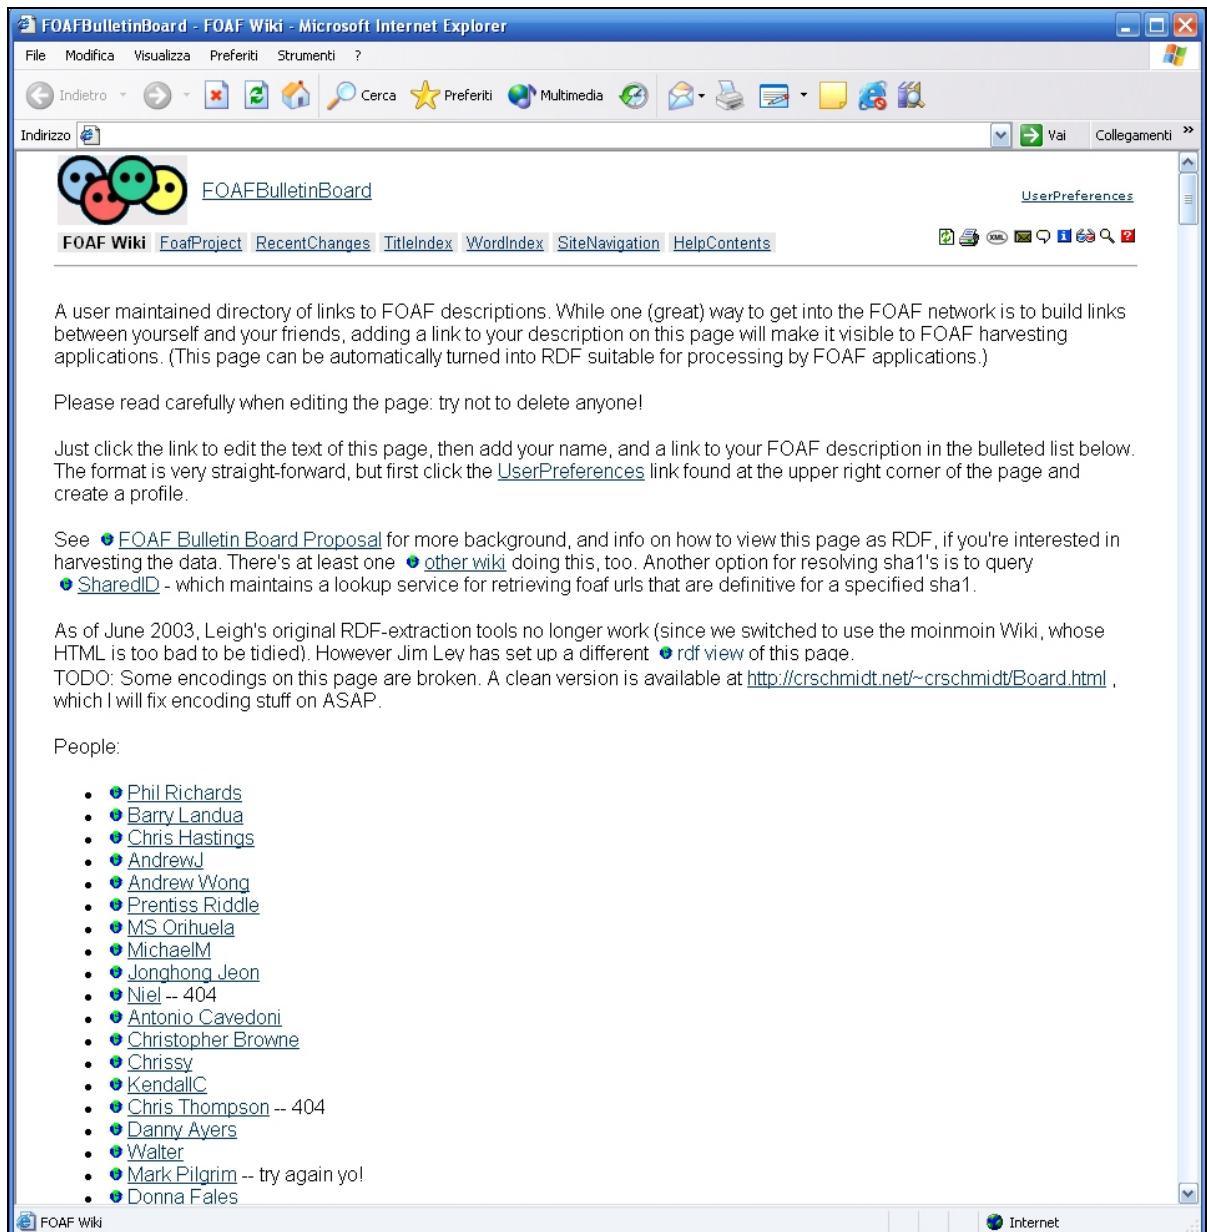 FOAFBulletinBoard - FOAF Wiki - Microsoft Internet Explorer
File Modifica Visualizza Preferiti Strumenti ?
Indietro Cerca Preferiti Multimedia
Indirizzo Vai Collegamenti »
FOAFBulletinBoard
UserPreferences
FOAF Wiki FoafProject RecentChanges TitleIndex WordIndex SiteNavigation HelpContents
XML
A user maintained directory of links to FOAF descriptions. While one (great) way to get into the FOAF network is to build links
between yourself and your friends, adding a link to your description on this page will make it visible to FOAF harvesting
applications. (This page can be automatically turned into RDF suitable for processing by FOAF applications.)
Please read carefully when editing the page: try not to delete anyone!
Just click the link to edit the text of this page, then add your name, and a link to your FOAF description in the bulleted list below.
The format is very straight-forward, but first click the UserPreferences link found at the upper right corner of the page and
create a profile.
See FOAF Bulletin Board Proposal for more background, and info on how to view this page as RDF, if you're interested in
harvesting the data. There's at least one other wiki doing this, too. Another option for resolving sha1's is to query
SharedID - which maintains a lookup service for retrieving foaf urls that are definitive for a specified sha1.
As of June 2003, Leigh's original RDF-extraction tools no longer work (since we switched to use the moinmoin Wiki, whose
HTML is too bad to be tidied). However Jim Ley has set up a different rdf view of this page.
TODO: Some encodings on this page are broken. A clean version is available at http://crschmidt.net/~crschmidt/Board.html ,
which I will fix encoding stuff on ASAP.
People:
• Phil Richards
• Barry Landua
• Chris Hastings
• AndrewJ
• Andrew Wong
• Prentiss Riddle
• MS Orihuela
• MichaelM
• Jonghong Jeon
• Niel -- 404
• Antonio Cavedoni
• Christopher Browne
• Chrissy
• KendallC
• Chris Thompson -- 404
• Danny Ayers
• Walter
• Mark Pilgrim -- try again yo!
• Donna Fales
FOAF Wiki Internet